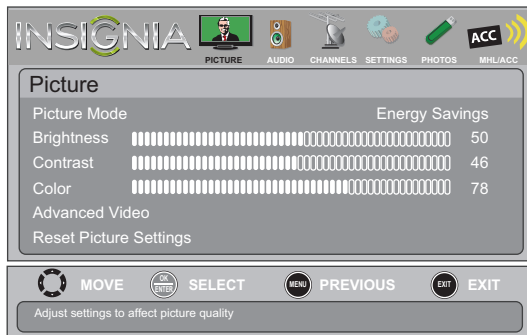 INSIGNIA
PICTURE AUDIO CHANNELS SETTINGS PHOTOS MHL/ACC
ACC
Picture
Picture Mode Energy Savings
Brightness 50
Contrast 46
Color 78
Advanced Video
Reset Picture Settings
MOVE OK ENTER SELECT MENU PREVIOUS EXIT EXIT
Adjust settings to affect picture quality